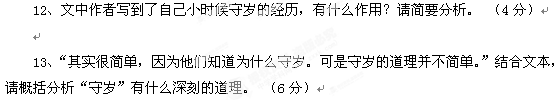 12、文中作者写到了自己小时候守岁的经历，有什么作用？请简要分析。（4 分）
13、“其实很简单，因为他们知道为什么守岁。可是守岁的道理并不简单。”结合文本，
请概括分析“守岁”有什么深刻的道理。（6 分）